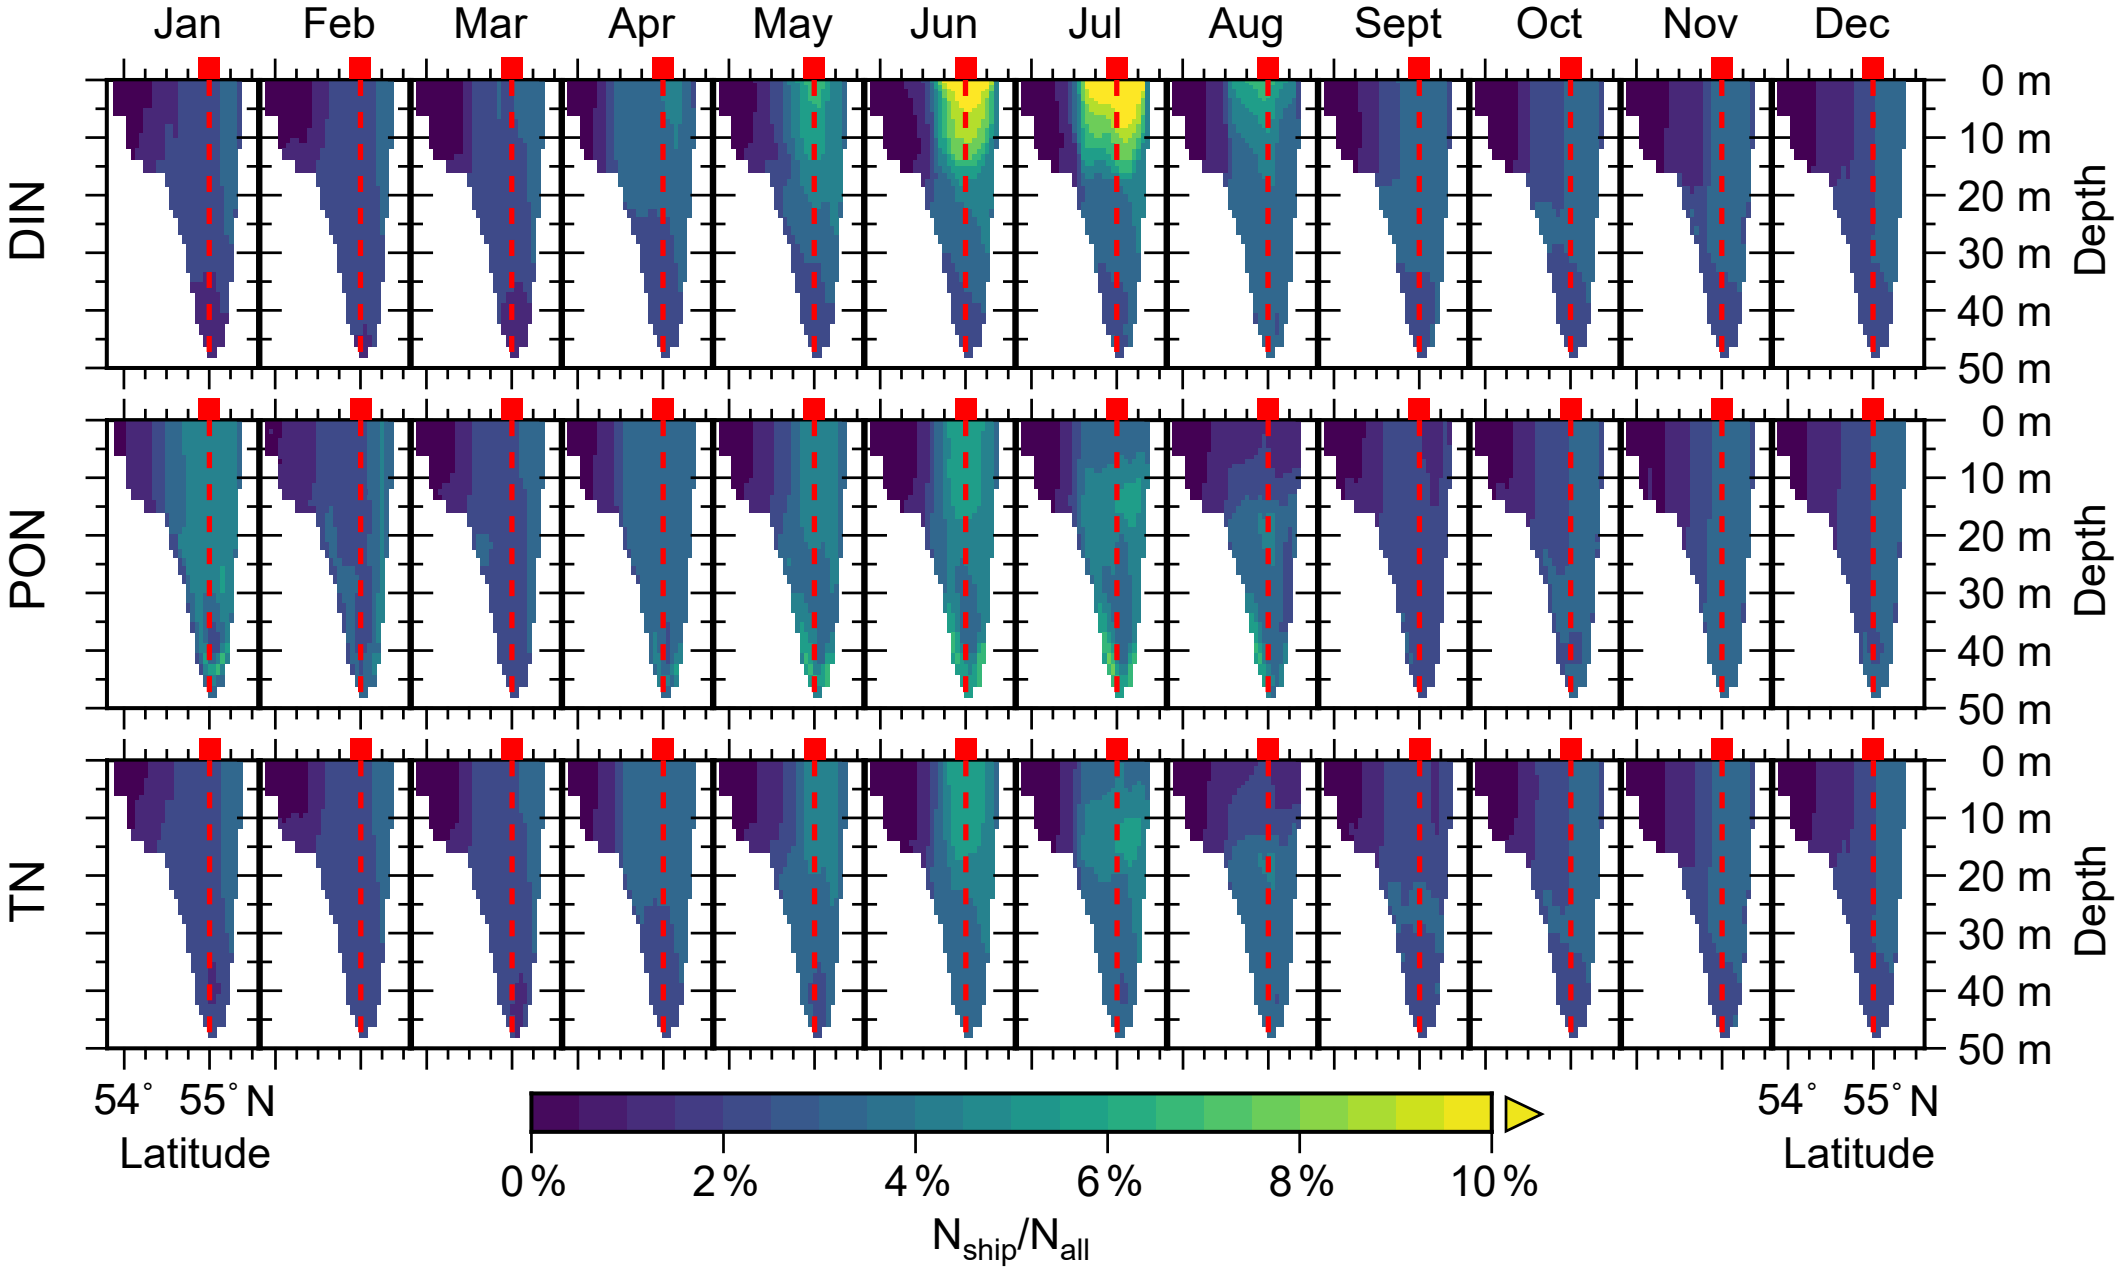 Jan Feb Mar Apr May Jun Jul Aug Sept Oct Nov Dec
DIN
0 m
10 m
20 m
30 m
40 m
50 m
Depth
PON
0 m
10 m
20 m
30 m
40 m
50 m
Depth
TN
0 m
10 m
20 m
30 m
40 m
50 m
Depth
54° 55°N
Latitude
0% 2% 4% 6% 8% 10%
Nship/Nall
54° 55°N
Latitude